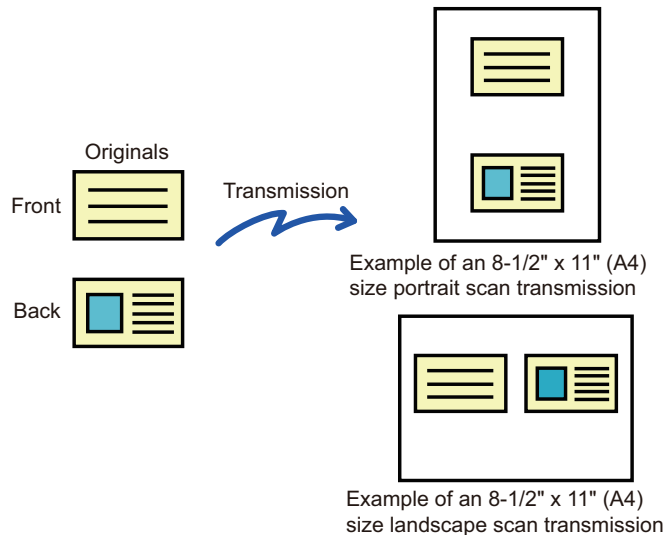 Originals
Front
Transmission
Back
Example of an 8-1/2" x 11" (A4)
size portrait scan transmission
Example of an 8-1/2" x 11" (A4)
size landscape scan transmission